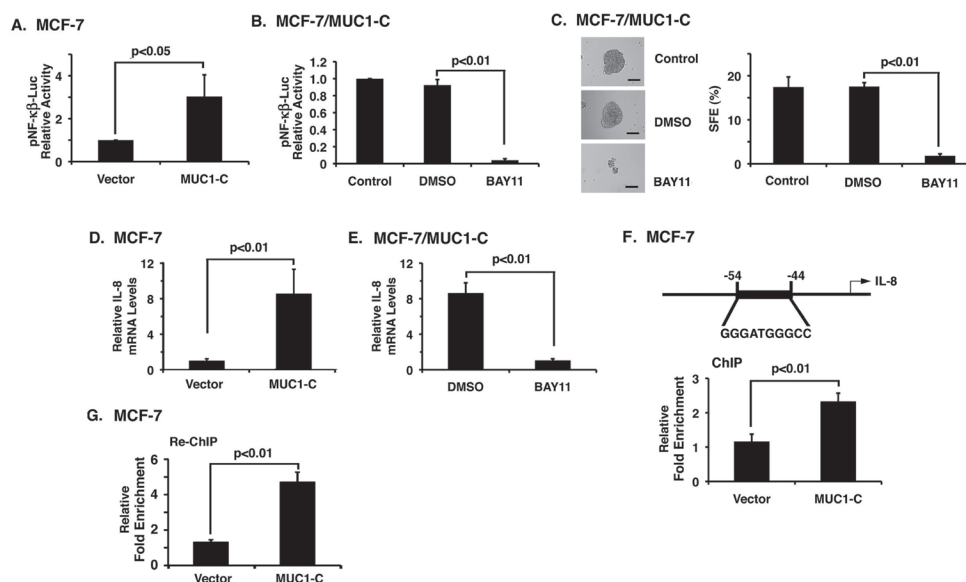 A. MCF-7
p<0.05
pNF-κβ-Luc
Relative Activity
5
4
3
2
1
0
Vector
MUC1-C
B. MCF-7/MUC1-C
p<0.01
pNF-κβ-Luc
Relative Activity
1.2
1.0
0.8
0.6
0.4
0.2
0
Control
DMSO
BAY11
C. MCF-7/MUC1-C
Control
DMSO
BAY11
p<0.01
SFE (%)
20
10
0
Control
DMSO
BAY11
D. MCF-7
p<0.01
Relative IL-8
mRNA Levels
12
8
4
0
Vector
MUC1-C
E. MCF-7/MUC1-C
p<0.01
Relative IL-8
mRNA Levels
12
8
4
0
DMSO
BAY11
F. MCF-7
-54
-44
IL-8
GGGATGGGCC
ChIP
p<0.01
Relative
Fold Enrichment
3
2
1
0
Vector
MUC1-C
G. MCF-7
Re-ChIP
p<0.01
Relative
Fold Enrichment
6
4
2
0
Vector
MUC1-C